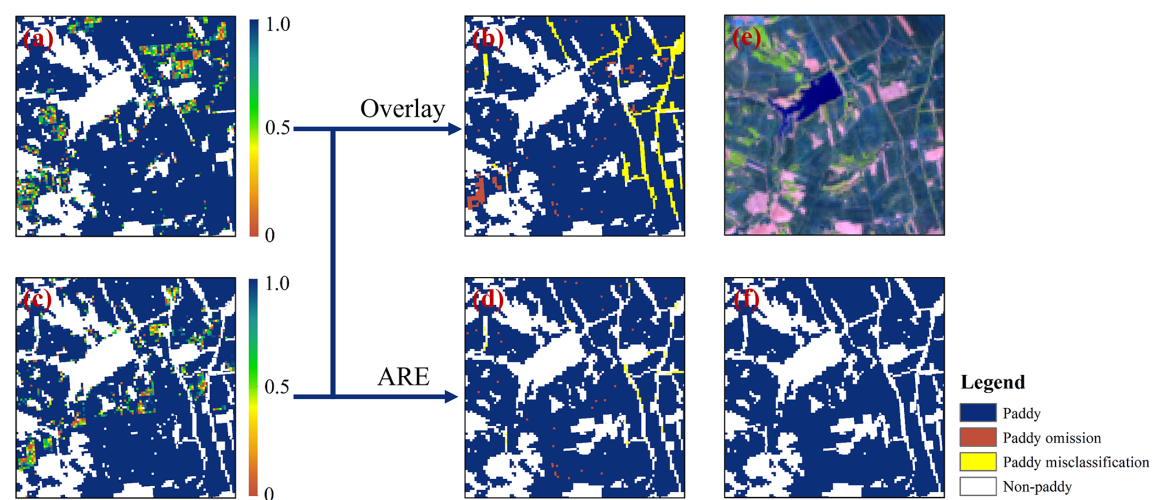 (a)
1.0
0.5
0
Overlay
(b)
(e)
(c)
1.0
0.5
0
ARE
(d)
(f)
Legend
Paddy
Paddy omission
Paddy misclassification
Non-paddy